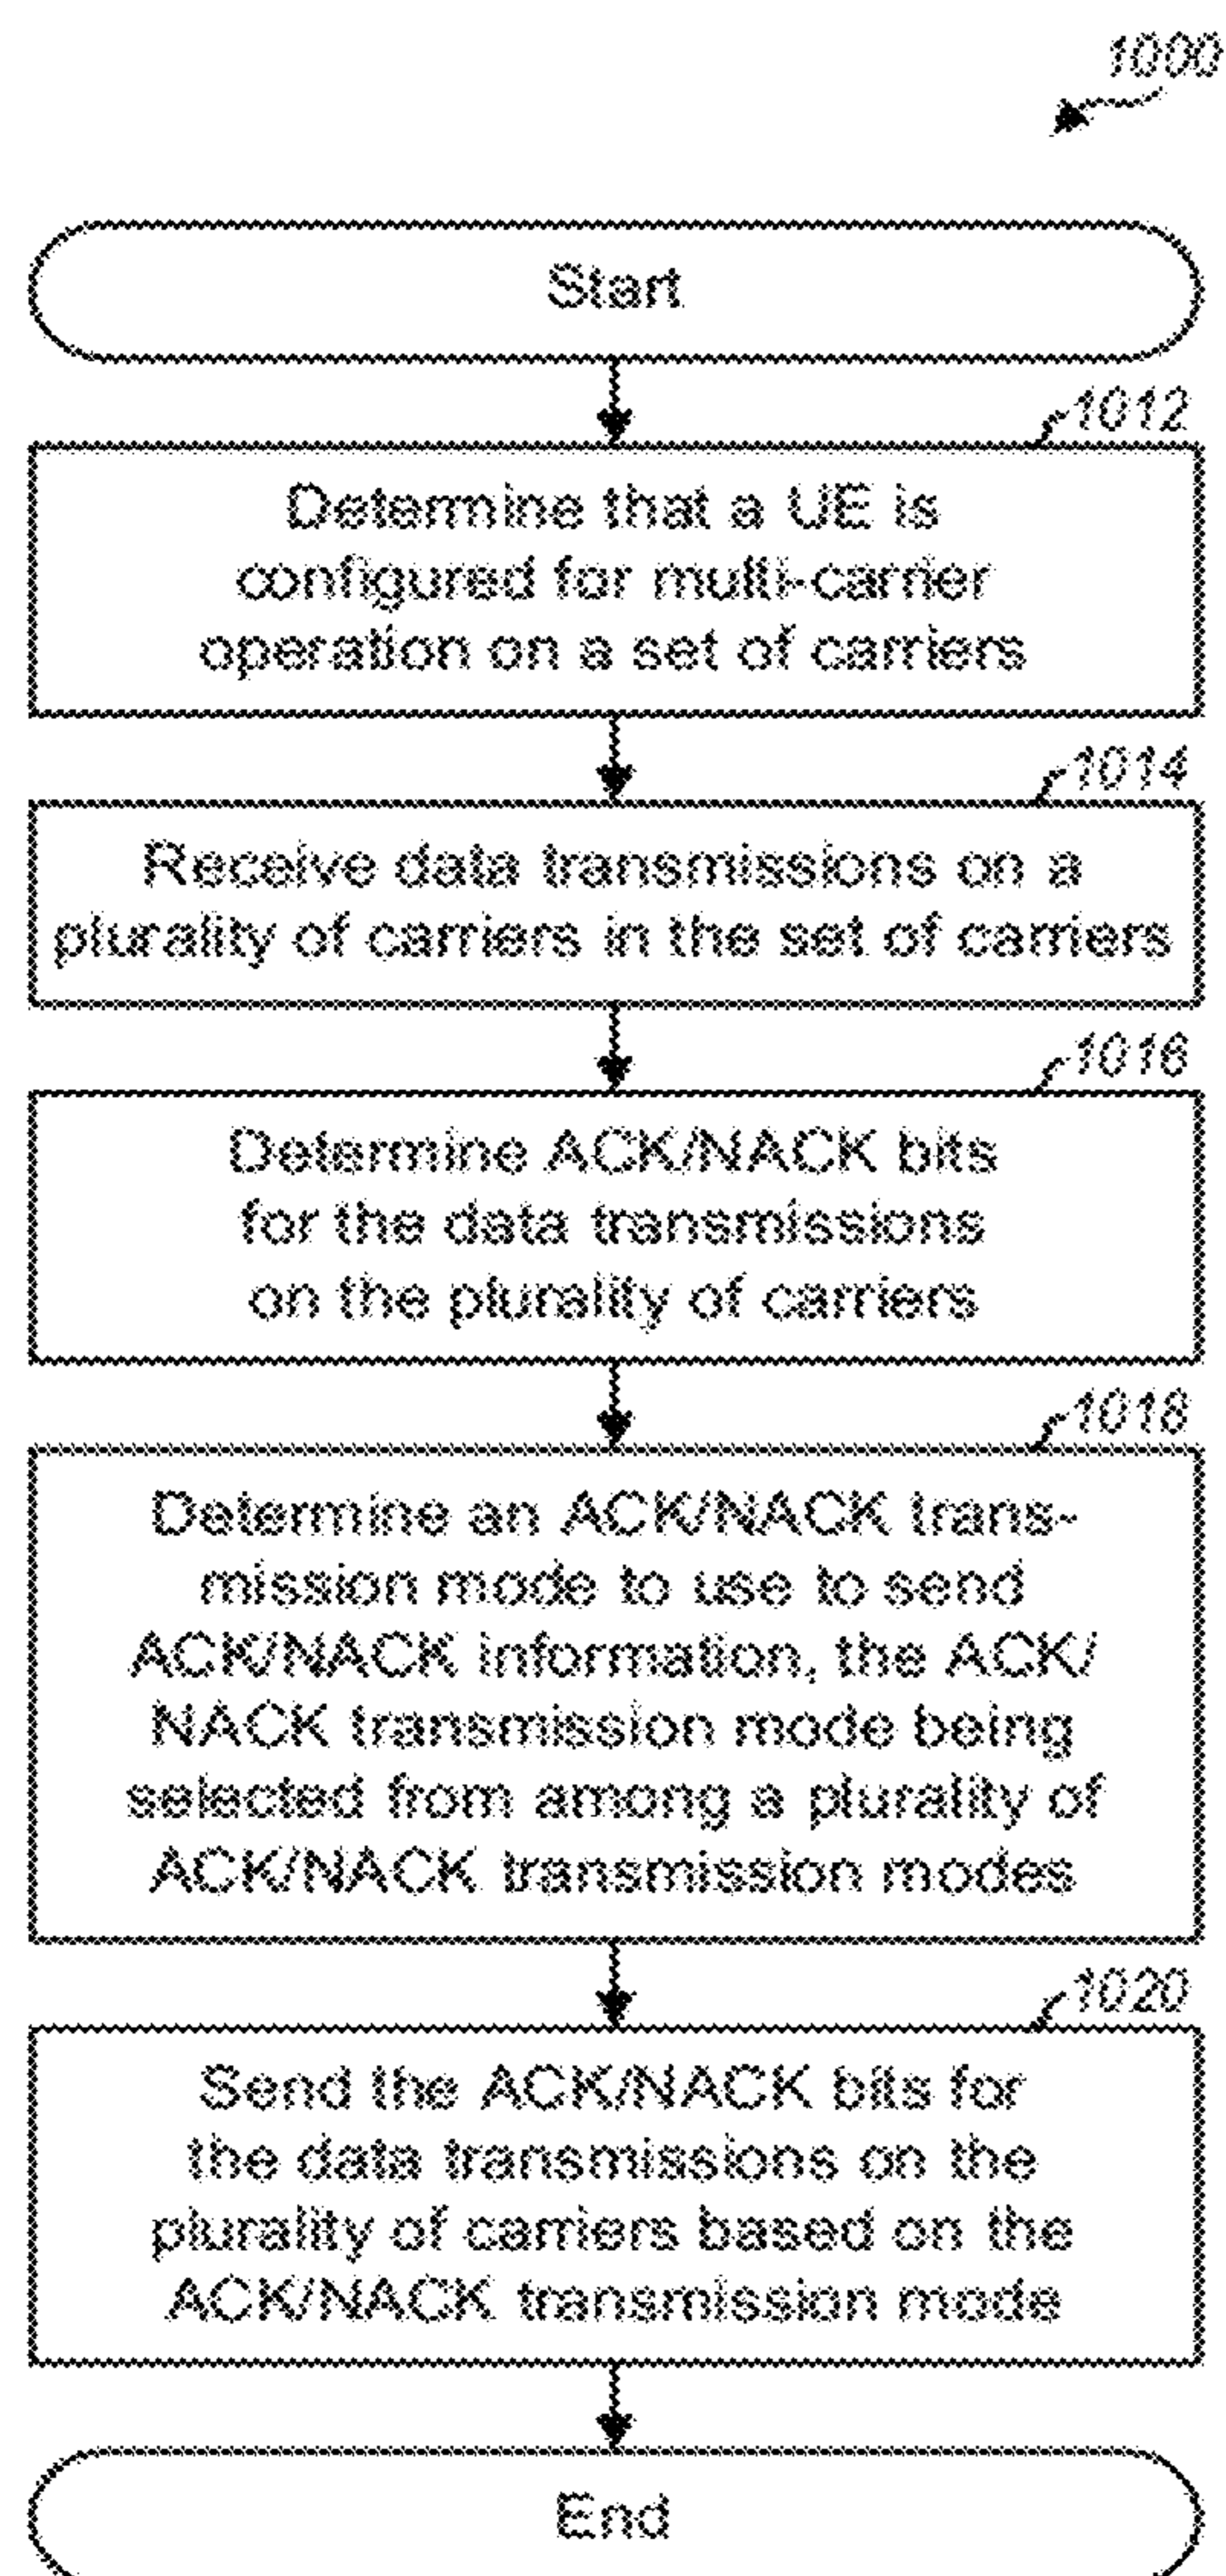 1000
Start
1012
Determine that a UE is
configured for multi-carrier
operation on a set of carriers
1014
Receive data transmissions on a
plurality of carriers in the set of carriers
1016
Determine ACK/NACK bits
for the data transmissions
on the plurality of carriers
1018
Determine an ACK/NACK trans-
mission mode to use to send
ACK/NACK information, the ACK/
NACK transmission mode being
selected from among a plurality of
ACK/NACK transmission modes
1020
Send the ACK/NACK bits for
the data transmissions on the
plurality of carriers based on the
ACK/NACK transmission mode
End